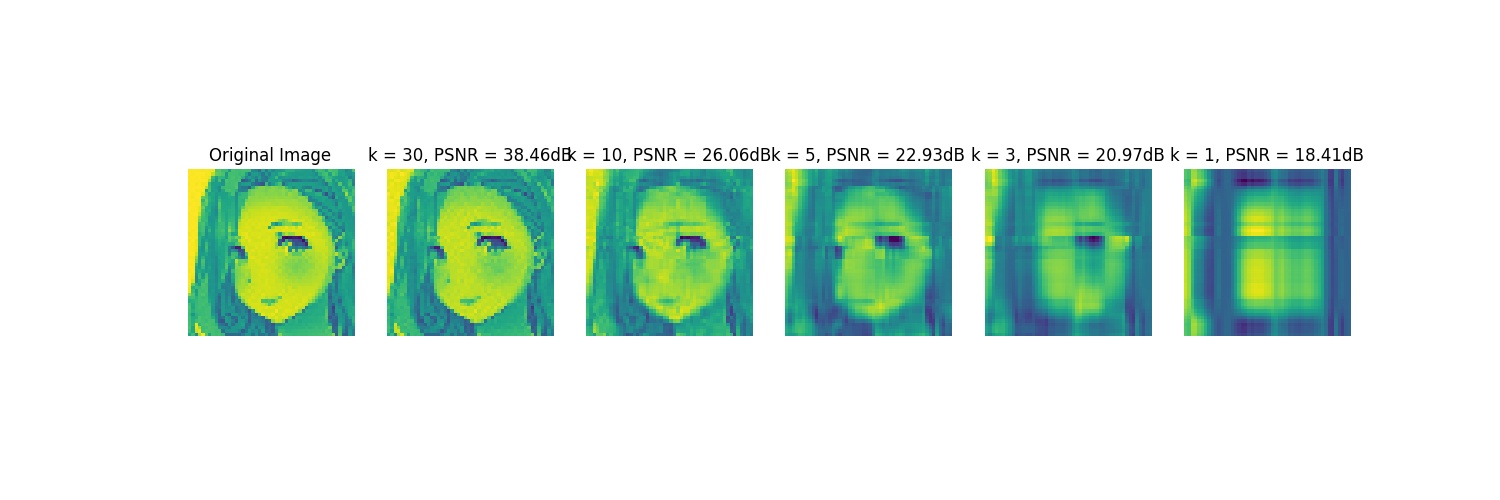 Original Image
k = 30, PSNR = 38.46dB
k = 10, PSNR = 26.06dB
k = 5, PSNR = 22.93dB
k = 3, PSNR = 20.97dB
k = 1, PSNR = 18.41dB